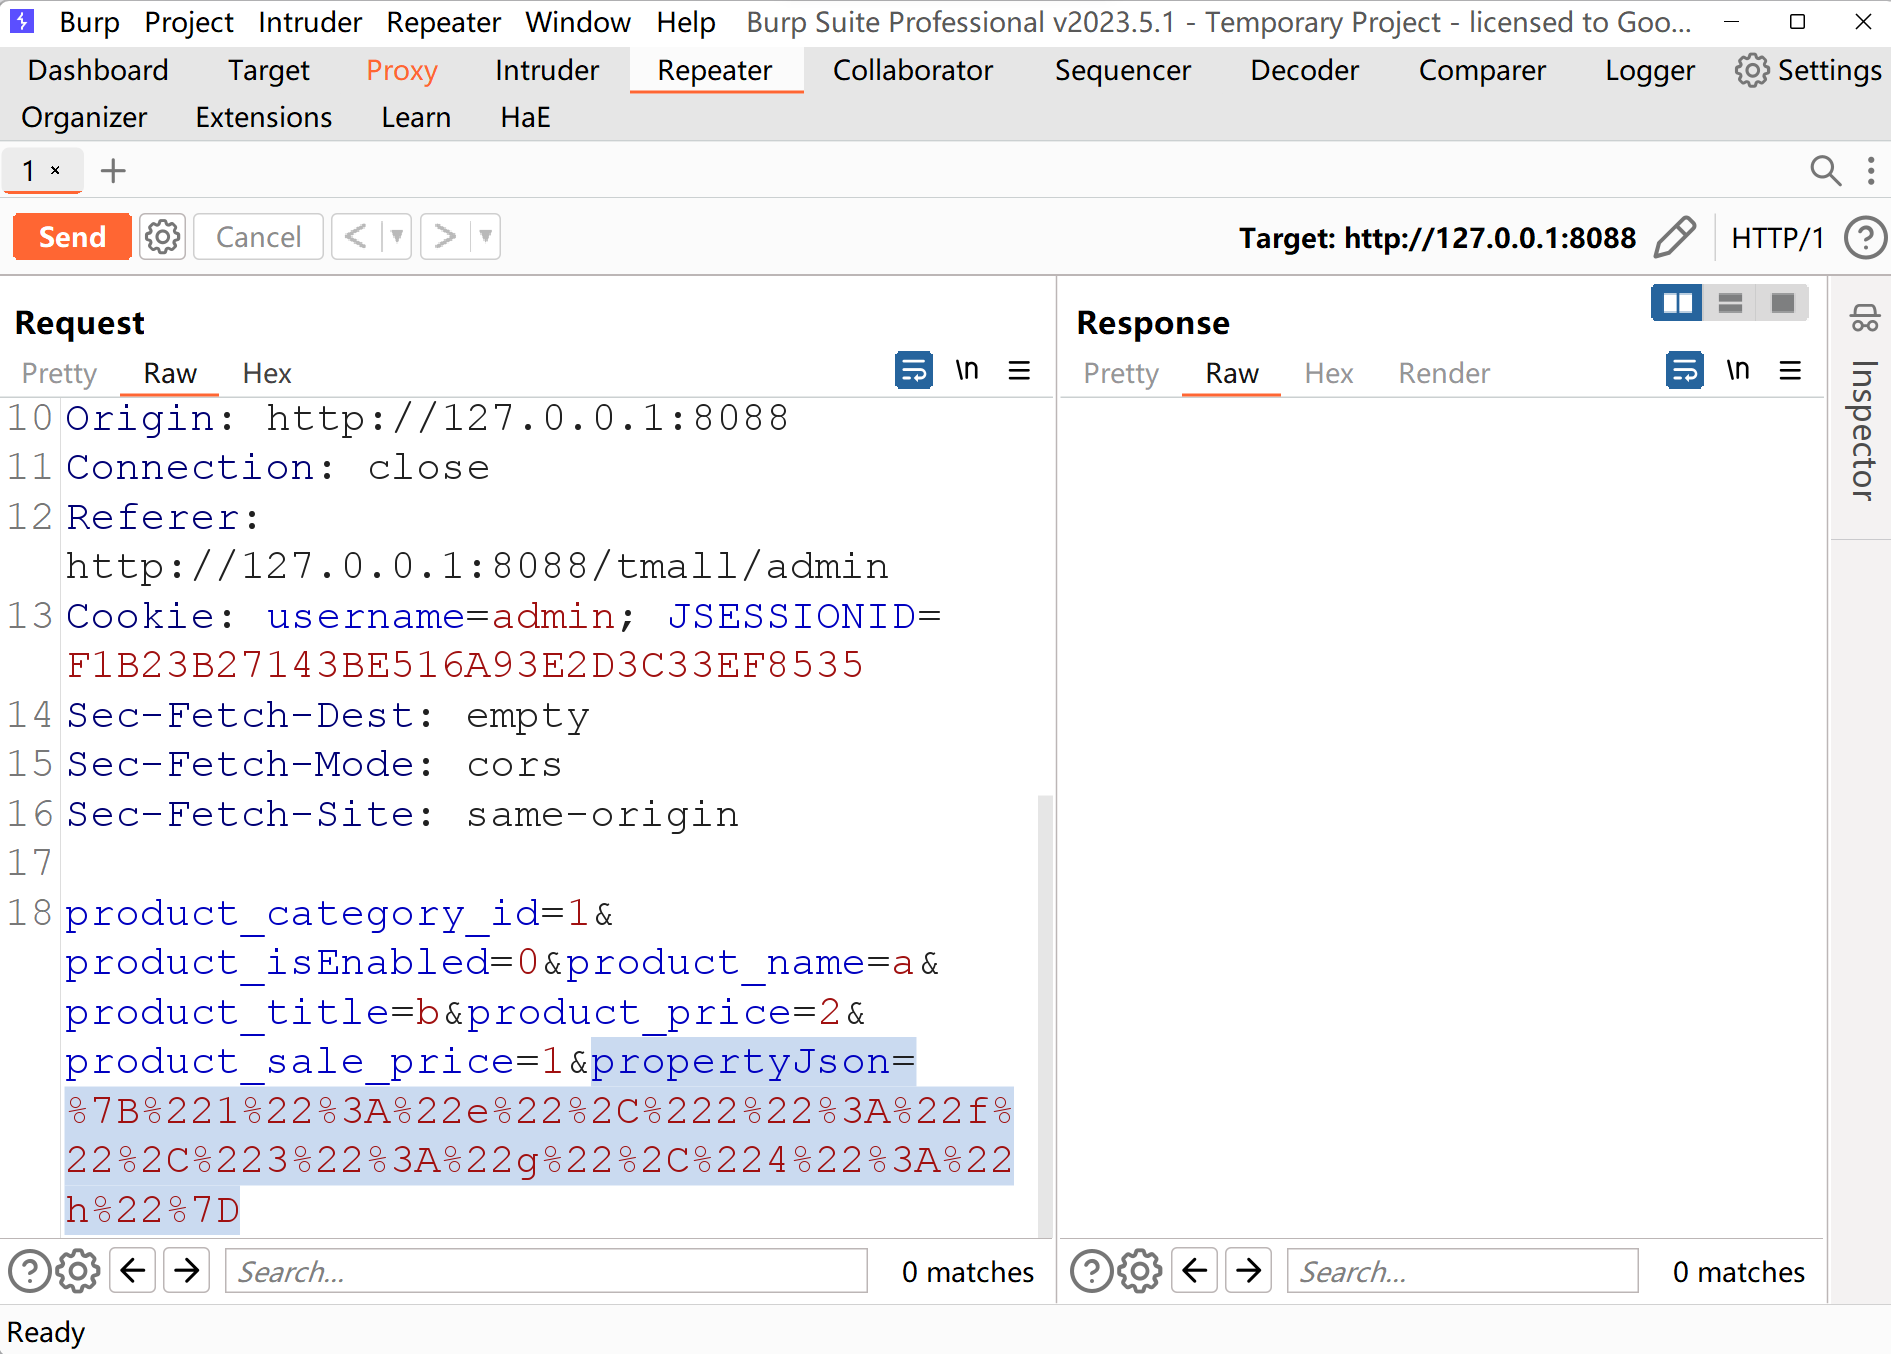 Burp Project Intruder Repeater Window Help Burp Suite Professional v2023.5.1 - Temporary Project - licensed to Goo...
Dashboard Target Proxy Intruder Repeater Collaborator Sequencer Decoder Comparer Logger Settings
Organizer Extensions Learn HaE
1 ×
Send Cancel < > Target: http://127.0.0.1:8088 HTTP/1 ?
Request
Pretty Raw Hex \n
10 Origin: http://127.0.0.1:8088
11 Connection: close
12 Referer:
http://127.0.0.1:8088/tmall/admin
13 Cookie: username=admin; JSESSIONID=
F1B23B27143BE516A93E2D3C33EF8535
14 Sec-Fetch-Dest: empty
15 Sec-Fetch-Mode: cors
16 Sec-Fetch-Site: same-origin
17
18 product_category_id=1&
product_isEnabled=0&product_name=a&
product_title=b&product_price=2&
product_sale_price=1&propertyJson=
%7B%221%22%3A%22e%22%2C%222%22%3A%22f%
22%2C%223%22%3A%22g%22%2C%224%22%3A%22
h%22%7D
? Search... 0 matches
Response
Pretty Raw Hex Render \n
? Search... 0 matches
Inspector
Ready